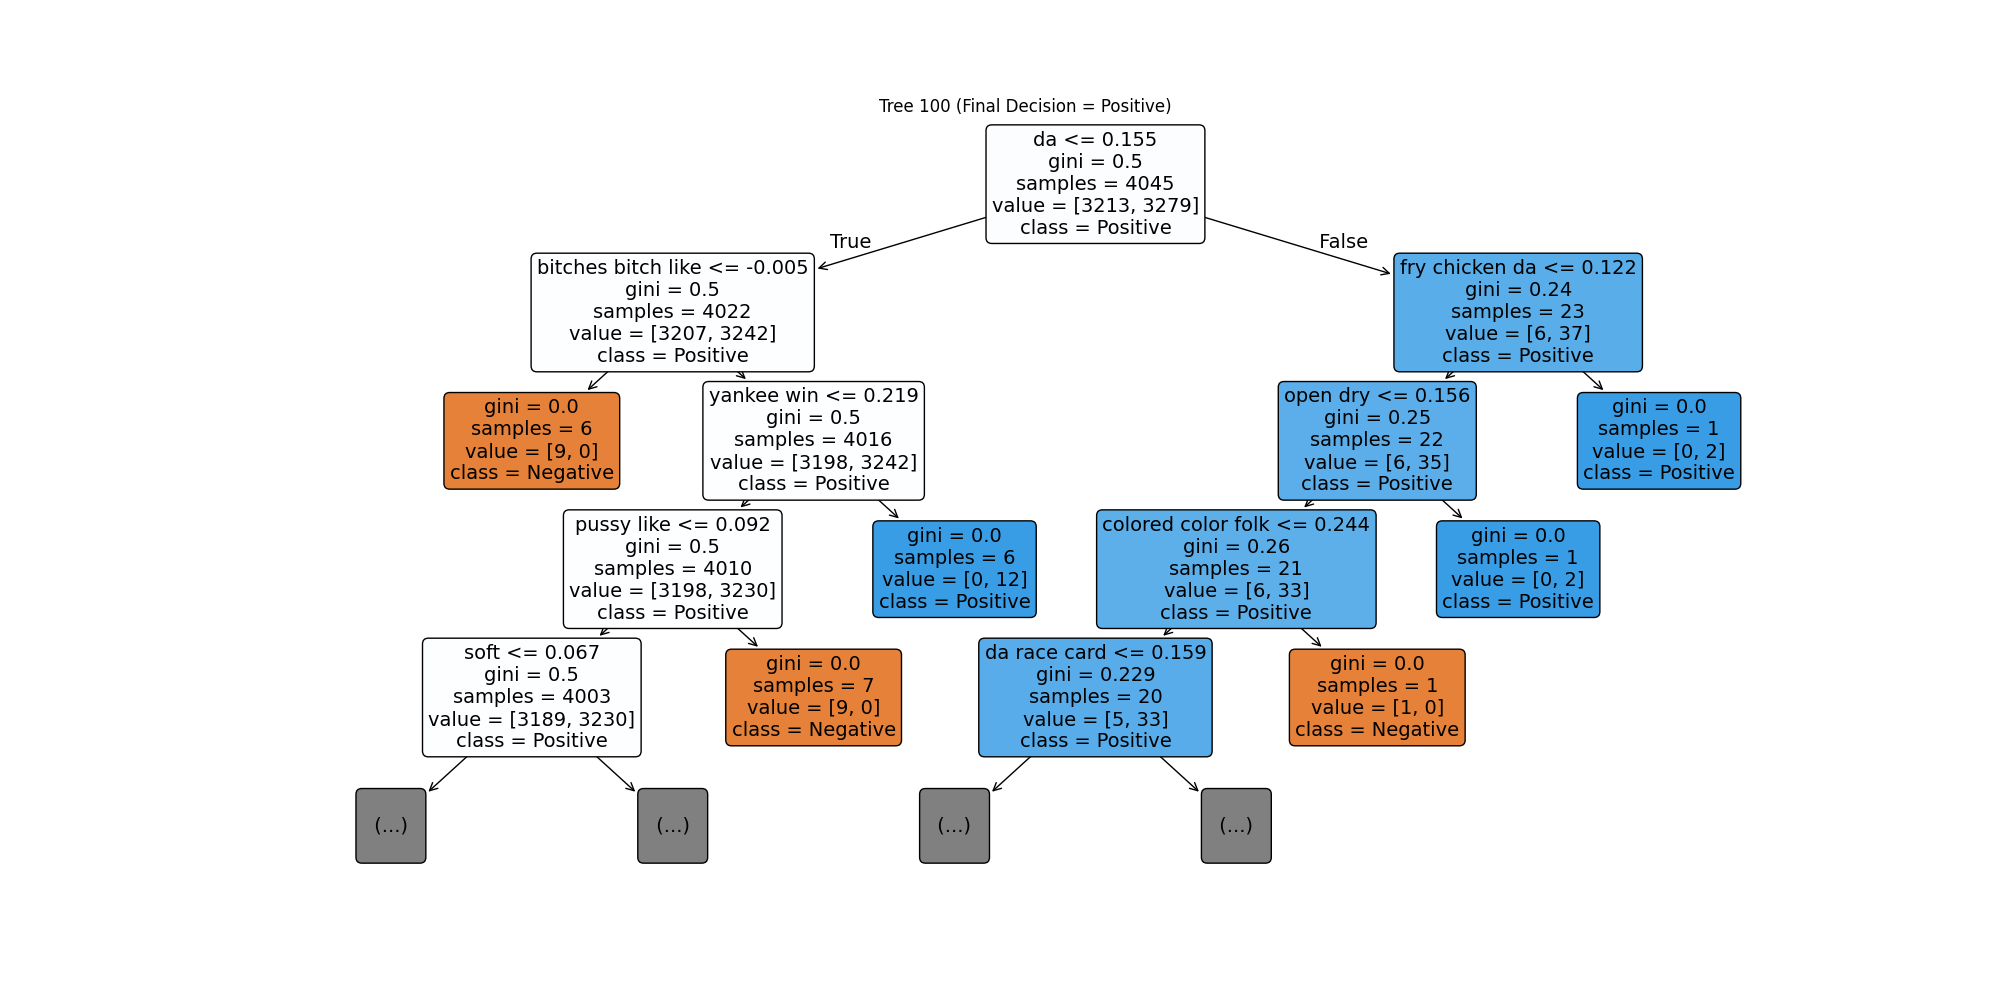 Tree 100 (Final Decision = Positive)
da <= 0.155
gini = 0.5
samples = 4045
value = [3213, 3279]
class = Positive
True
False
bitches bitch like <= -0.005
gini = 0.5
samples = 4022
value = [3207, 3242]
class = Positive
fry chicken da <= 0.122
gini = 0.24
samples = 23
value = [6, 37]
class = Positive
gini = 0.0
samples = 6
value = [9, 0]
class = Negative
yankee win <= 0.219
gini = 0.5
samples = 4016
value = [3198, 3242]
class = Positive
open dry <= 0.156
gini = 0.25
samples = 22
value = [6, 35]
class = Positive
gini = 0.0
samples = 1
value = [0, 2]
class = Positive
pussy like <= 0.092
gini = 0.5
samples = 4010
value = [3198, 3230]
class = Positive
gini = 0.0
samples = 6
value = [0, 12]
class = Positive
colored color folk <= 0.244
gini = 0.26
samples = 21
value = [6, 33]
class = Positive
gini = 0.0
samples = 1
value = [0, 2]
class = Positive
soft <= 0.067
gini = 0.5
samples = 4003
value = [3189, 3230]
class = Positive
gini = 0.0
samples = 7
value = [9, 0]
class = Negative
da race card <= 0.159
gini = 0.229
samples = 20
value = [5, 33]
class = Positive
gini = 0.0
samples = 1
value = [1, 0]
class = Negative
(...)
(...)
(...)
(...)